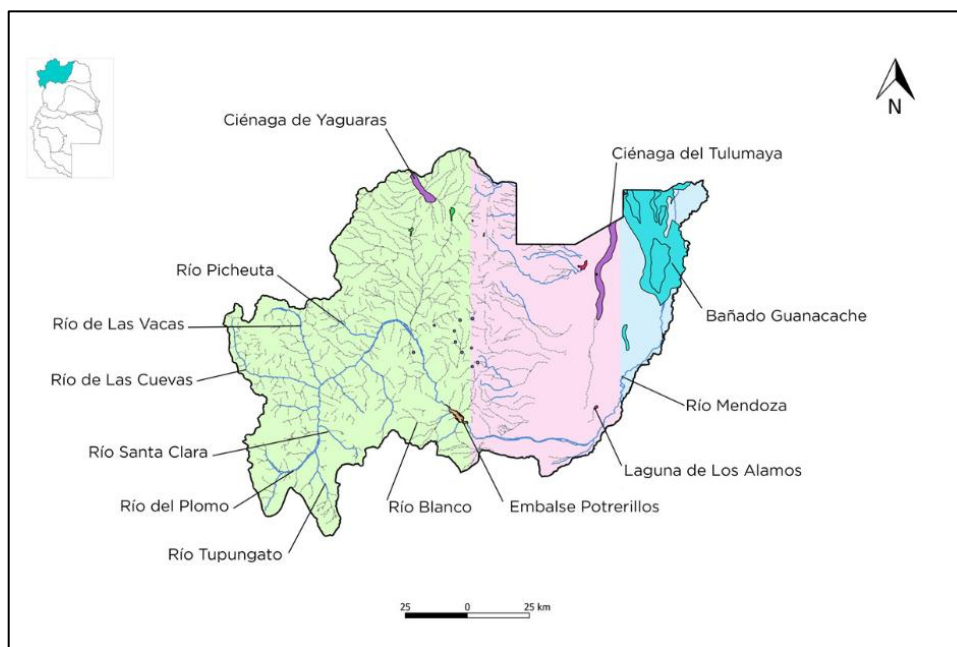 Ciénaga de Yaguaras
N
Ciénaga del Tulumaya
Río Picheuta
Río de Las Vacas
Bañado Guanacache
Río de Las Cuevas
Río Mendoza
Río Santa Clara
Laguna de Los Alamos
Río del Plomo
Río Blanco
Embalse Potrerillos
Río Tupungato
25 0 25 km